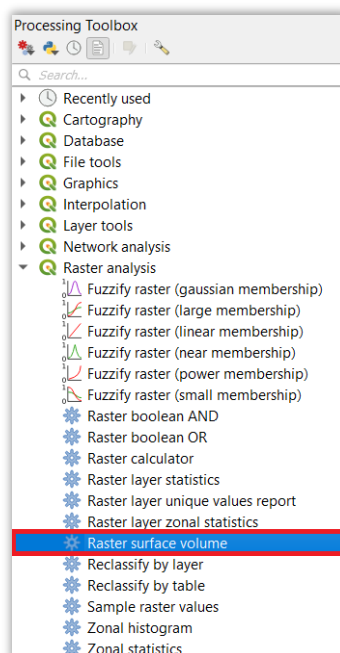 Processing Toolbox
Search...
Recently used
Cartography
Database
File tools
Graphics
Interpolation
Layer tools
Network analysis
Raster analysis
Fuzzify raster (gaussian membership)
Fuzzify raster (large membership)
Fuzzify raster (linear membership)
Fuzzify raster (near membership)
Fuzzify raster (power membership)
Fuzzify raster (small membership)
Raster boolean AND
Raster boolean OR
Raster calculator
Raster layer statistics
Raster layer unique values report
Raster layer zonal statistics
Raster surface volume
Reclassify by layer
Reclassify by table
Sample raster values
Zonal histogram
Zonal statistics